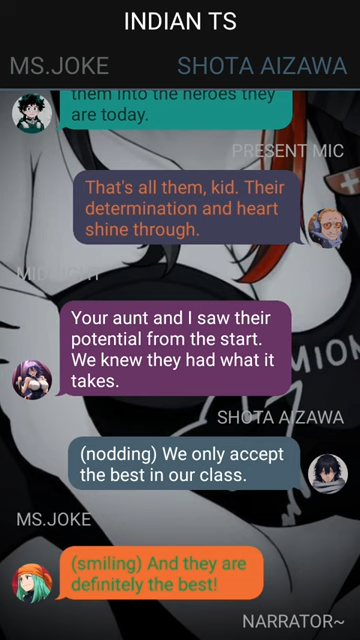 INDIAN TS
MS.JOKE SHOTA AIZAWA
them into the heroes they
are today.
PRESENT MIC
That's all them, kid. Their
determination and heart
shine through.
MIDNIGHT
Your aunt and I saw their
potential from the start.
We knew they had what it
takes.
MION
SHOTA AIZAWA
(nodding) We only accept
the best in our class.
MS.JOKE
(smiling) And they are
definitely the best!
NARRATOR~